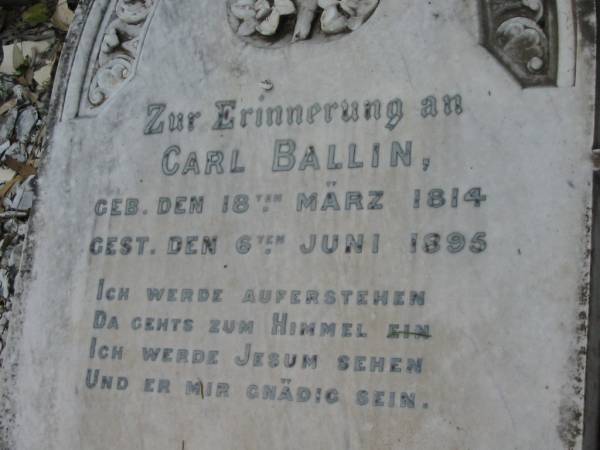 Zur Erinnerung an
CARL BALLIN,
GEB. DEN 18TEN MÄRZ 1814
GEST. DEN 6TEN JUNI 1895
ICH WERDE AUFERSTEHEN
DA GEHTS ZUM HIMMEL EIN
ICH WERDE JESUM SEHEN
UND ER MIR GNÄDIG SEIN.